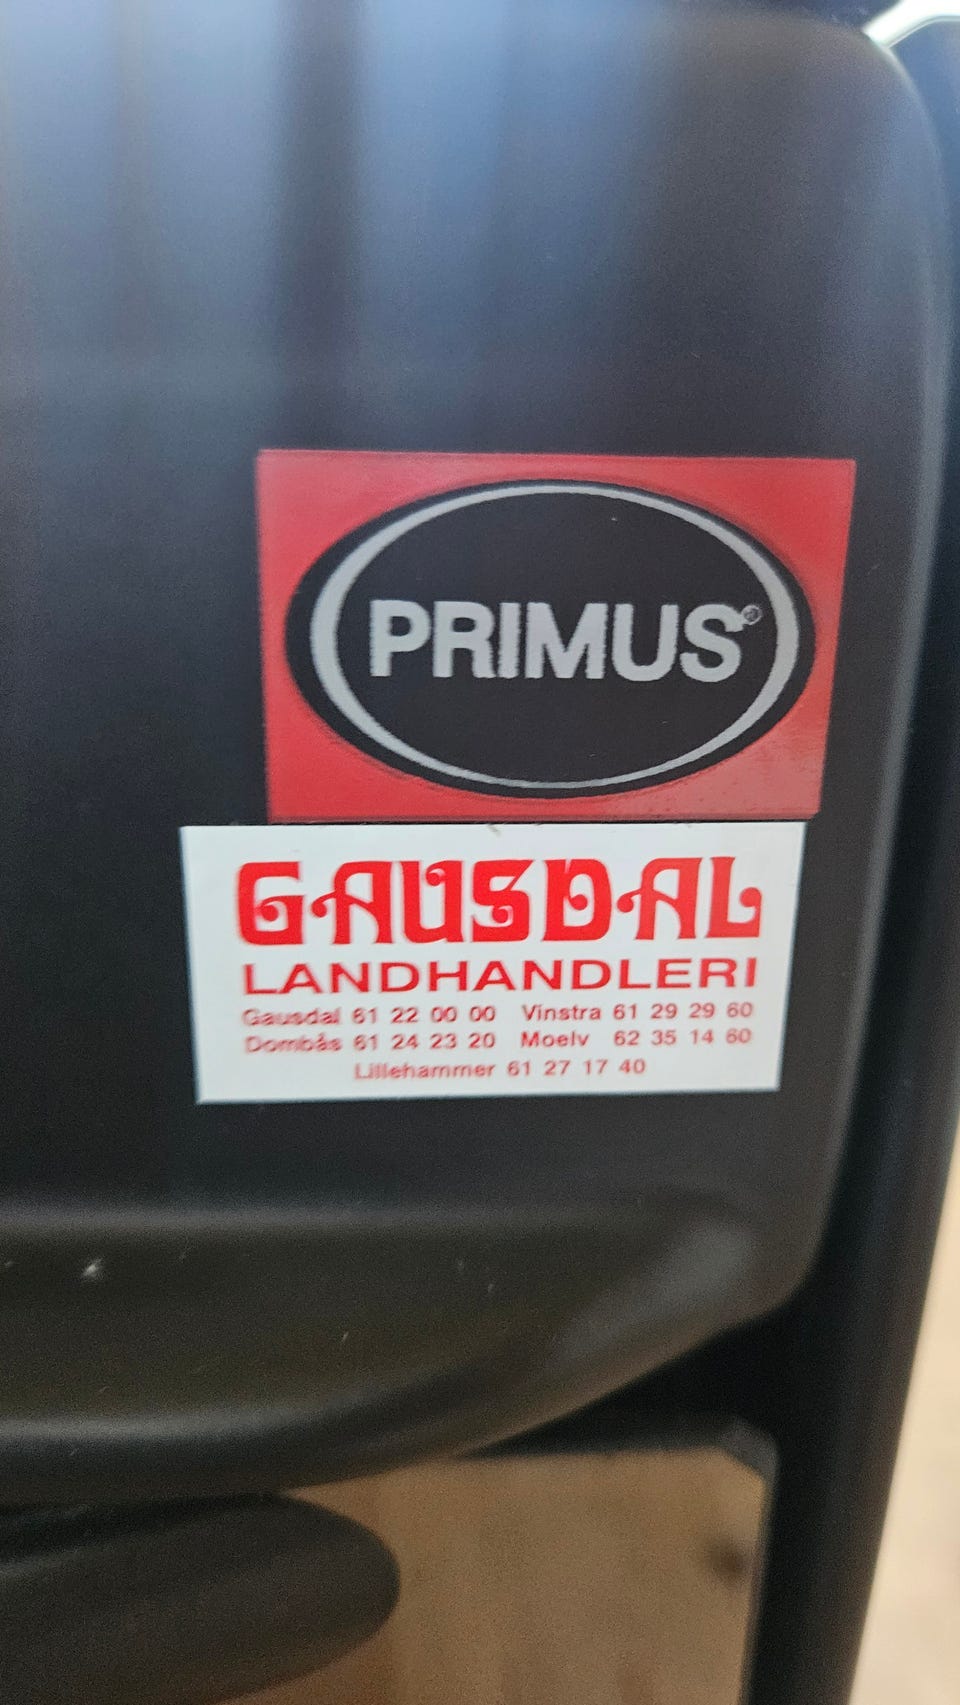 PRIMUS®
GAUSDAL
LANDHANDLERI
Gausdal 61 22 00 00 Vinstra 61 29 29 60
Dombås 61 24 23 20 Moelv 62 35 14 60
Lillehammer 61 27 17 40